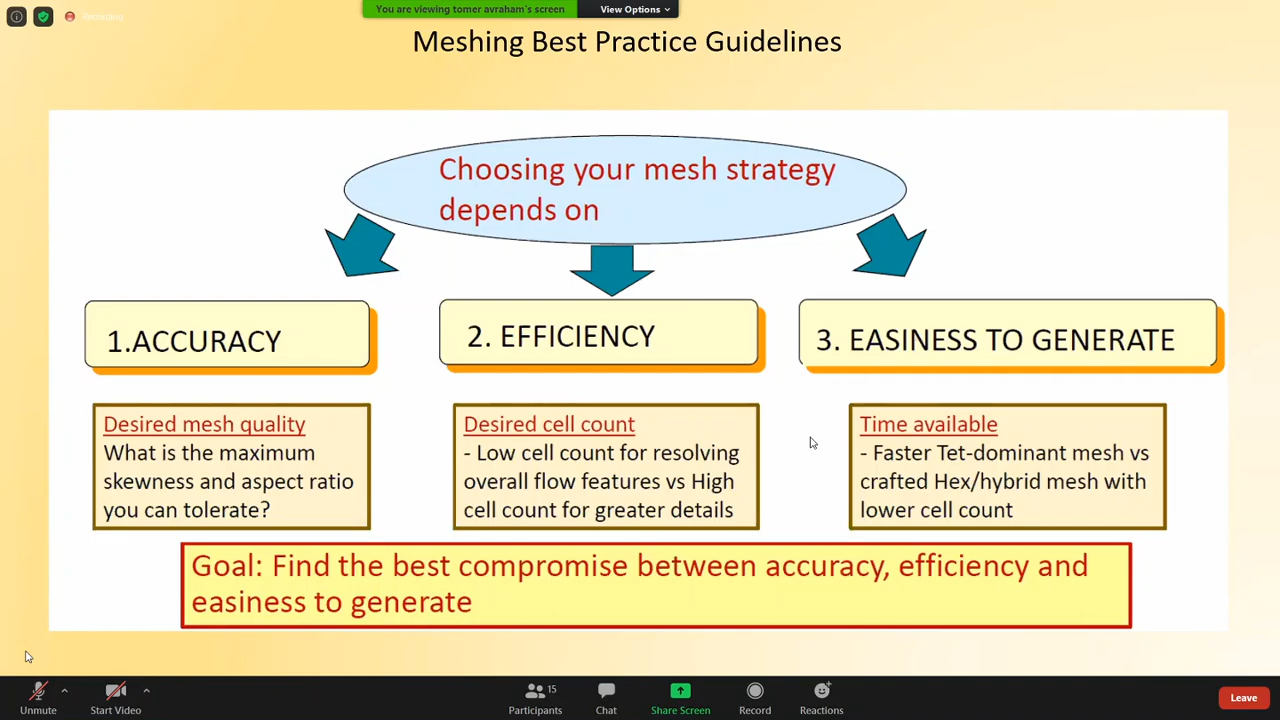 You are viewing tomer avraham's screen
View Options
Recording
Meshing Best Practice Guidelines
Choosing your mesh strategy
depends on
1.ACCURACY
2. EFFICIENCY
3. EASINESS TO GENERATE
Desired mesh quality
What is the maximum
skewness and aspect ratio
you can tolerate?
Desired cell count
- Low cell count for resolving
overall flow features vs High
cell count for greater details
Time available
- Faster Tet-dominant mesh vs
crafted Hex/hybrid mesh with
lower cell count
Goal: Find the best compromise between accuracy, efficiency and
easiness to generate
Unmute
Start Video
15
Participants
Chat
Share Screen
Record
Reactions
Leave